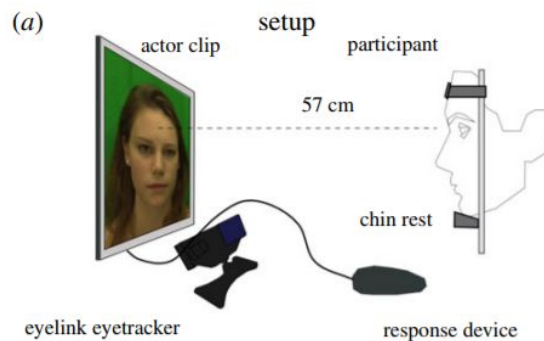 (a)
setup
actor clip
participant
57 cm
chin rest
eyelink eyetracker
response device